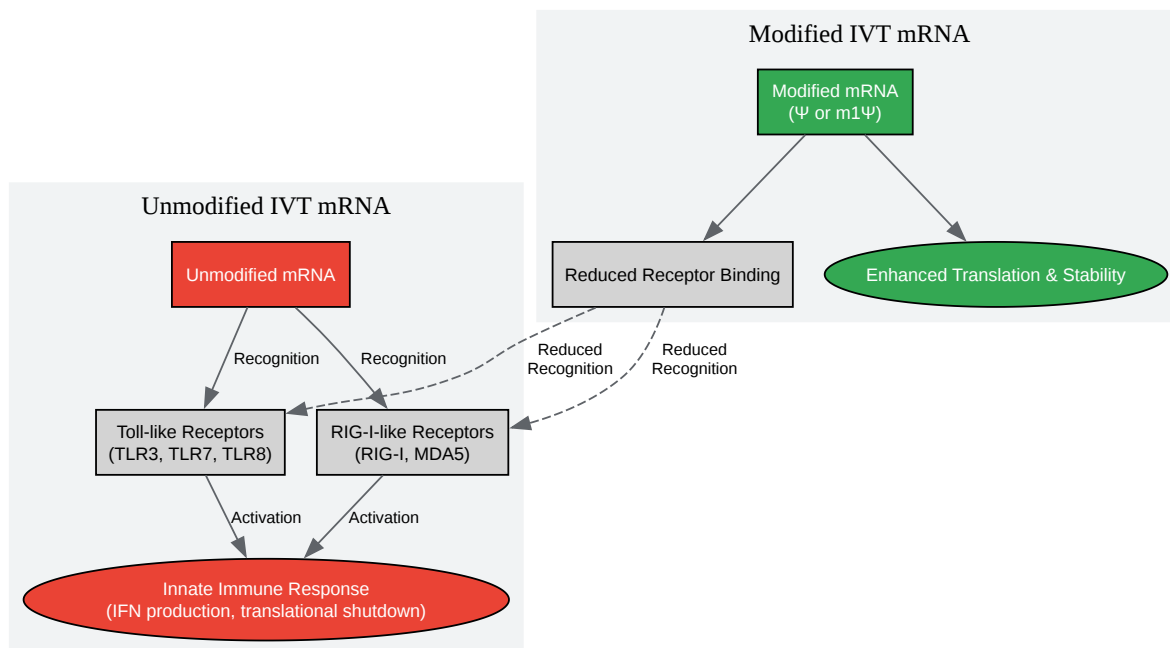 Modified IVT mRNA
Modified mRNA
(Ψ or m1Ψ)
Unmodified IVT mRNA
Unmodified mRNA
Reduced Receptor Binding
Enhanced Translation & Stability
Recognition
Recognition
Reduced
Recognition
Reduced
Recognition
Toll-like Receptors
(TLR3, TLR7, TLR8)
RIG-I-like Receptors
(RIG-I, MDA5)
Activation
Activation
Innate Immune Response
(IFN production, translational shutdown)